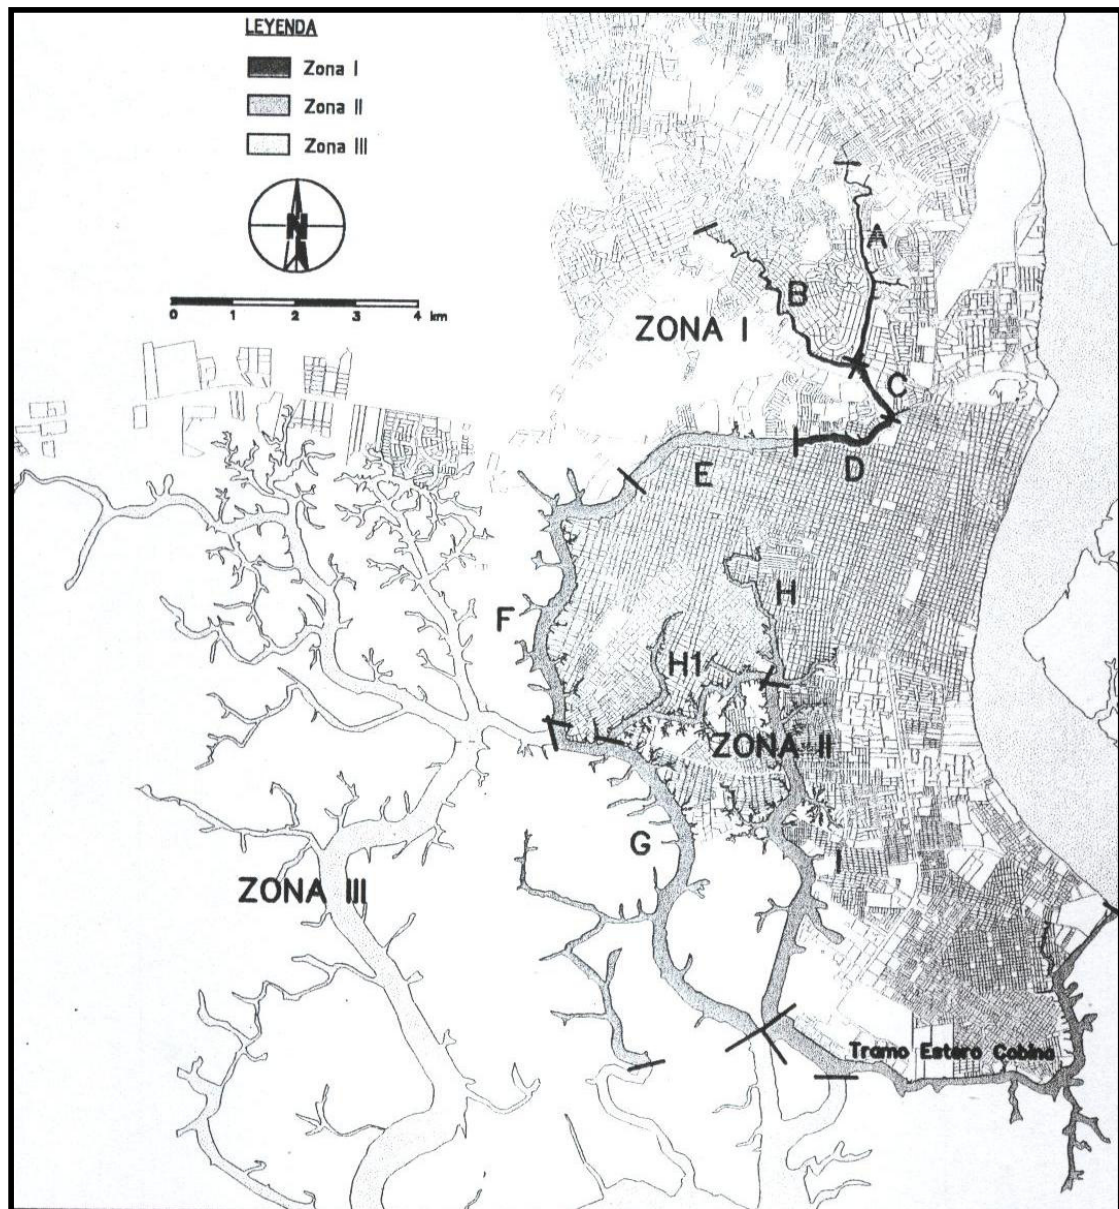 LEYENDA
Zona I
Zona II
Zona III
N
0 1 2 3 4 km
A
B
ZONA I
C
D
E
H
F
H1
ZONA II
G
I
ZONA III
Tramo Estero Cobina